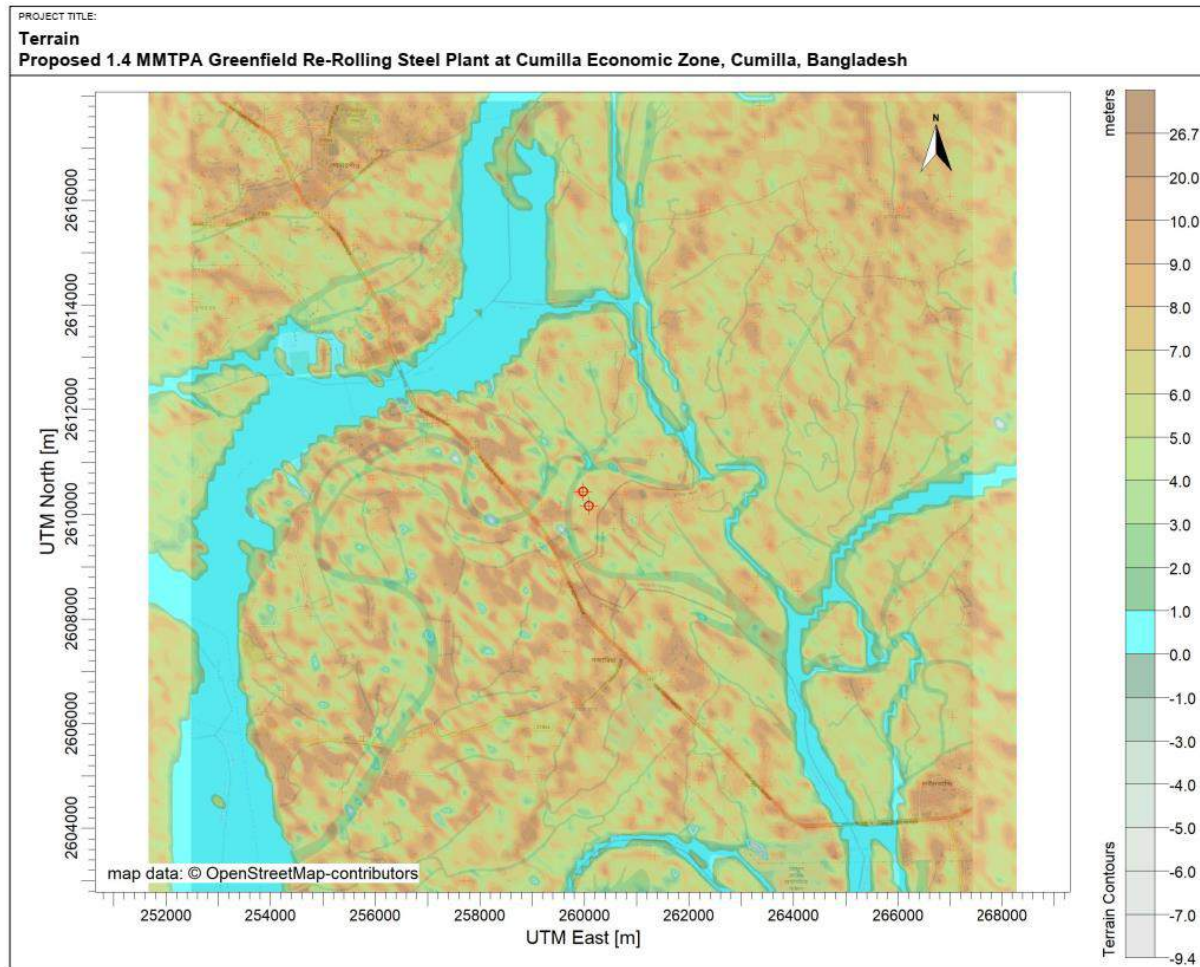 PROJECT TITLE:
Terrain
Proposed 1.4 MMTPA Greenfield Re-Rolling Steel Plant at Cumilla Economic Zone, Cumilla, Bangladesh
N
UTM North [m]
2616000
2614000
2612000
2610000
2608000
2606000
2604000
map data: © OpenStreetMap-contributors
252000 254000 256000 258000 260000 262000 264000 266000 268000
UTM East [m]
meters
26.7
20.0
10.0
9.0
8.0
7.0
6.0
5.0
4.0
3.0
2.0
1.0
0.0
-1.0
-2.0
-3.0
-4.0
-5.0
-6.0
-7.0
-9.4
Terrain Contours